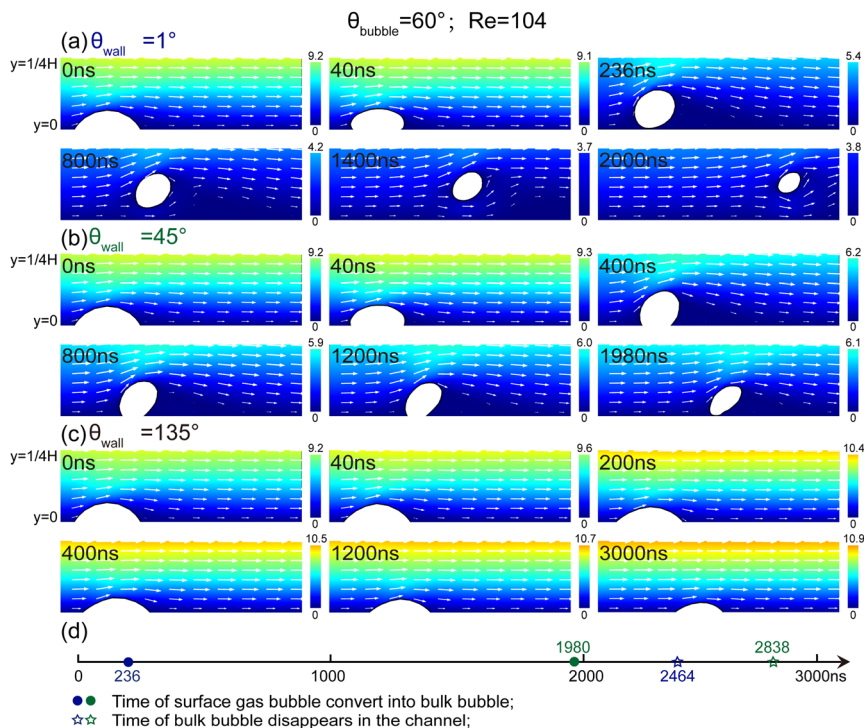 θbubble=60°; Re=104
(a) θwall =1°
y=1/4H 0ns 9.2 40ns 9.1 236ns 5.4
y=0 0 0 0
800ns 4.2 1400ns 3.7 2000ns 3.8
0 0 0
(b) θwall =45°
y=1/4H 0ns 9.2 40ns 9.3 400ns 6.2
y=0 0 0 0
800ns 5.9 1200ns 6.0 1980ns 6.1
0 0 0
(c) θwall =135°
y=1/4H 0ns 9.2 40ns 9.6 200ns 10.4
y=0 0 0 0
400ns 10.5 1200ns 10.7 3000ns 10.9
0 0 0
(d)
1980 2838
0 236 1000 2000 2464 3000ns
Time of surface gas bubble convert into bulk bubble;
Time of bulk bubble disappears in the channel;